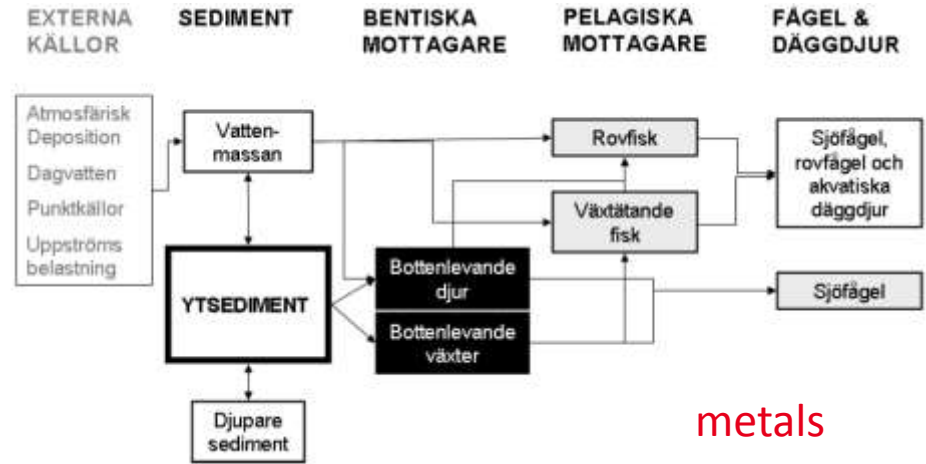 EXTERNA
KÄLLOR
SEDIMENT
BENTISKA
MOTTAGARE
PELAGISKA
MOTTAGARE
FÅGEL &
DÄGGDJUR
Atmosfärisk
Deposition
Dagvatten
Punktkällor
Uppströms
belastning
Vatten-
massan
YTSEDIMENT
Djupare
sediment
Bottenlevande
djur
Bottenlevande
växter
Rovfisk
Växtätande
fisk
Sjöfågel,
rovfågel och
akvatiska
däggdjur
Sjöfågel
metals